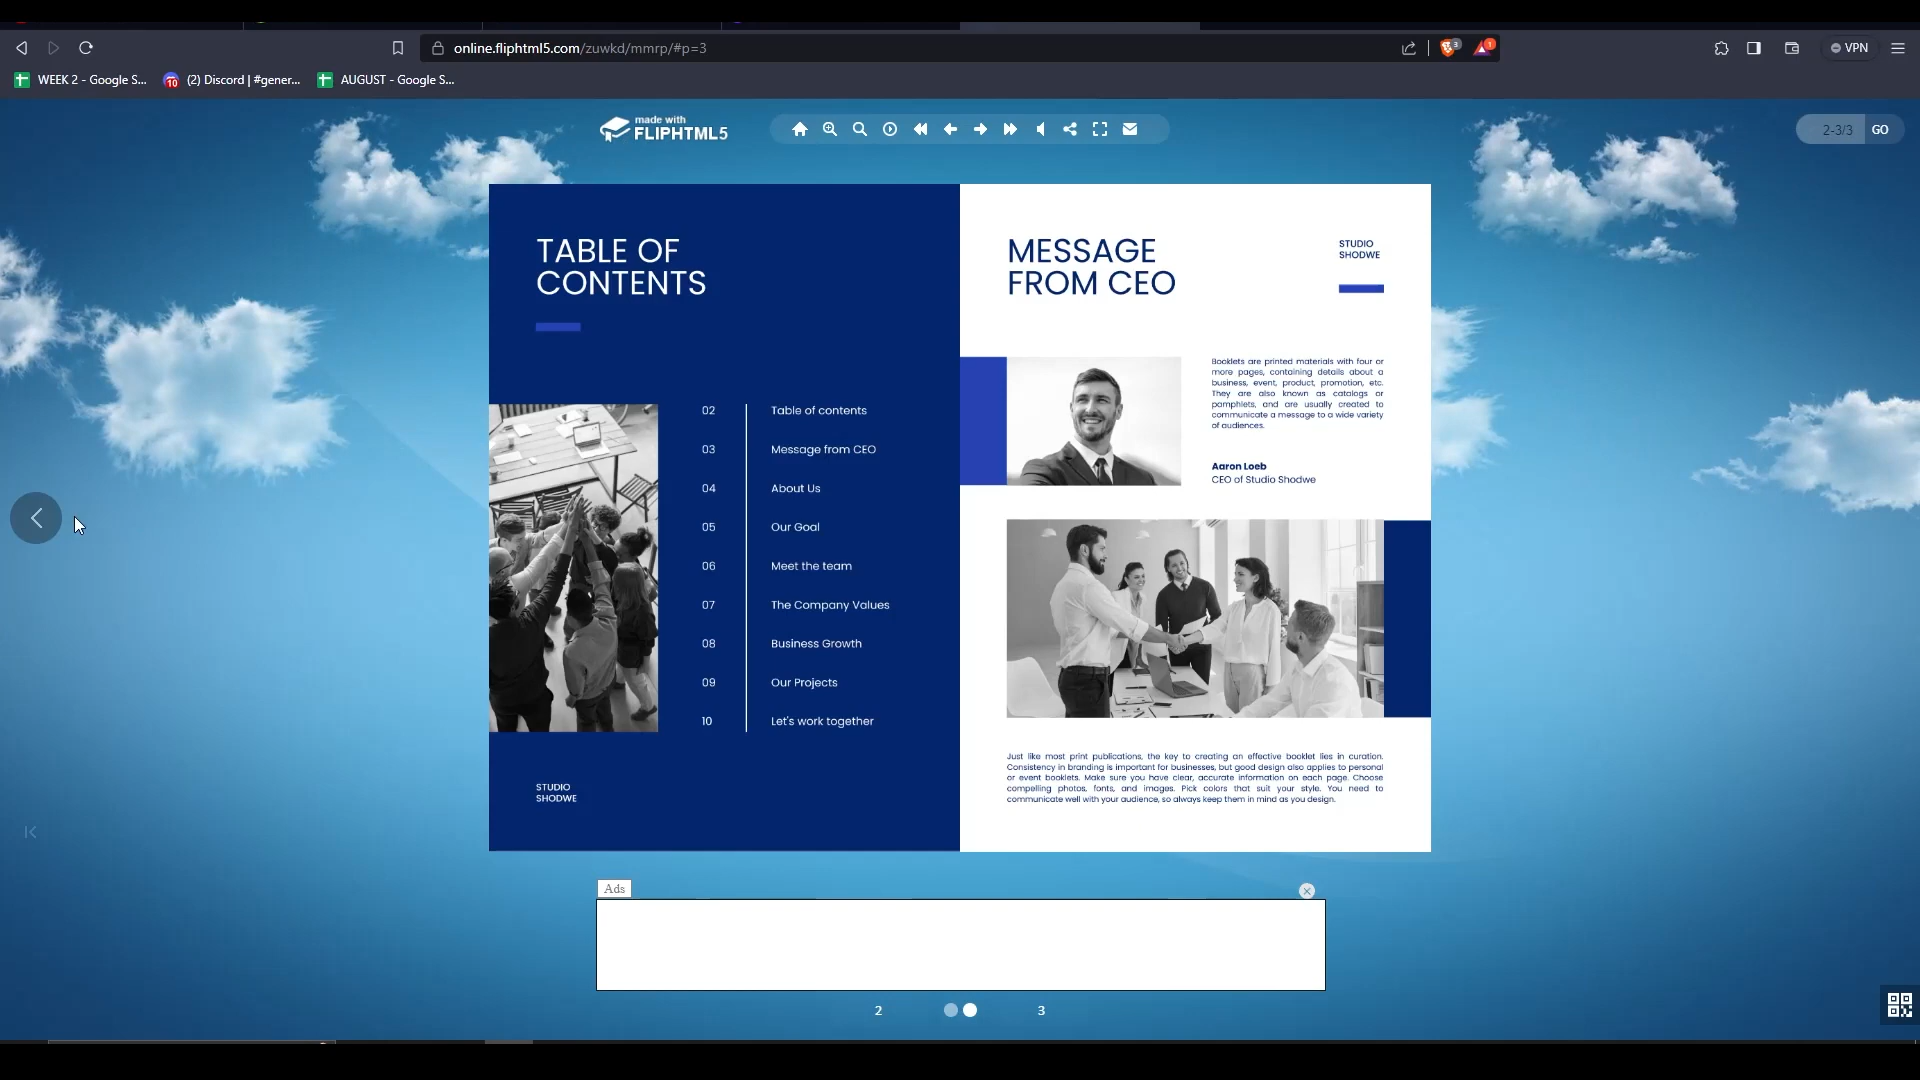 online.fliphtml5.com/zuwkd/mmrp/#p=3
3
1
VPN
WEEK 2 - Google S...
10
(2) Discord | #gener...
AUGUST - Google S...
made with
FLIPHTML5
2-3/3
GO
TABLE OF
CONTENTS
02 Table of contents
03 Message from CEO
04 About Us
05 Our Goal
06 Meet the team
07 The Company Values
08 Business Growth
09 Our Projects
10 Let's work together
STUDIO
SHODWE
MESSAGE
FROM CEO
STUDIO
SHODWE
Booklets are printed materials with four or
more pages, containing details about a
business, event, product, promotion, etc.
They are also known as catalogs or
pamphlets, and are usually created to
communicate a message to a wide variety
of audiences.
Aaron Loeb
CEO of Studio Shodwe
Just like most print publications, the key to creating an effective booklet lies in curation.
Consistency in branding is important for businesses, but good design also applies to personal
or event booklets. Make sure you have clear, accurate information on each page. Choose
compelling photos, fonts, and images. Pick colors that suit your style. You need to
communicate well with your audience, so always keep them in mind as you design.
Ads
2
3